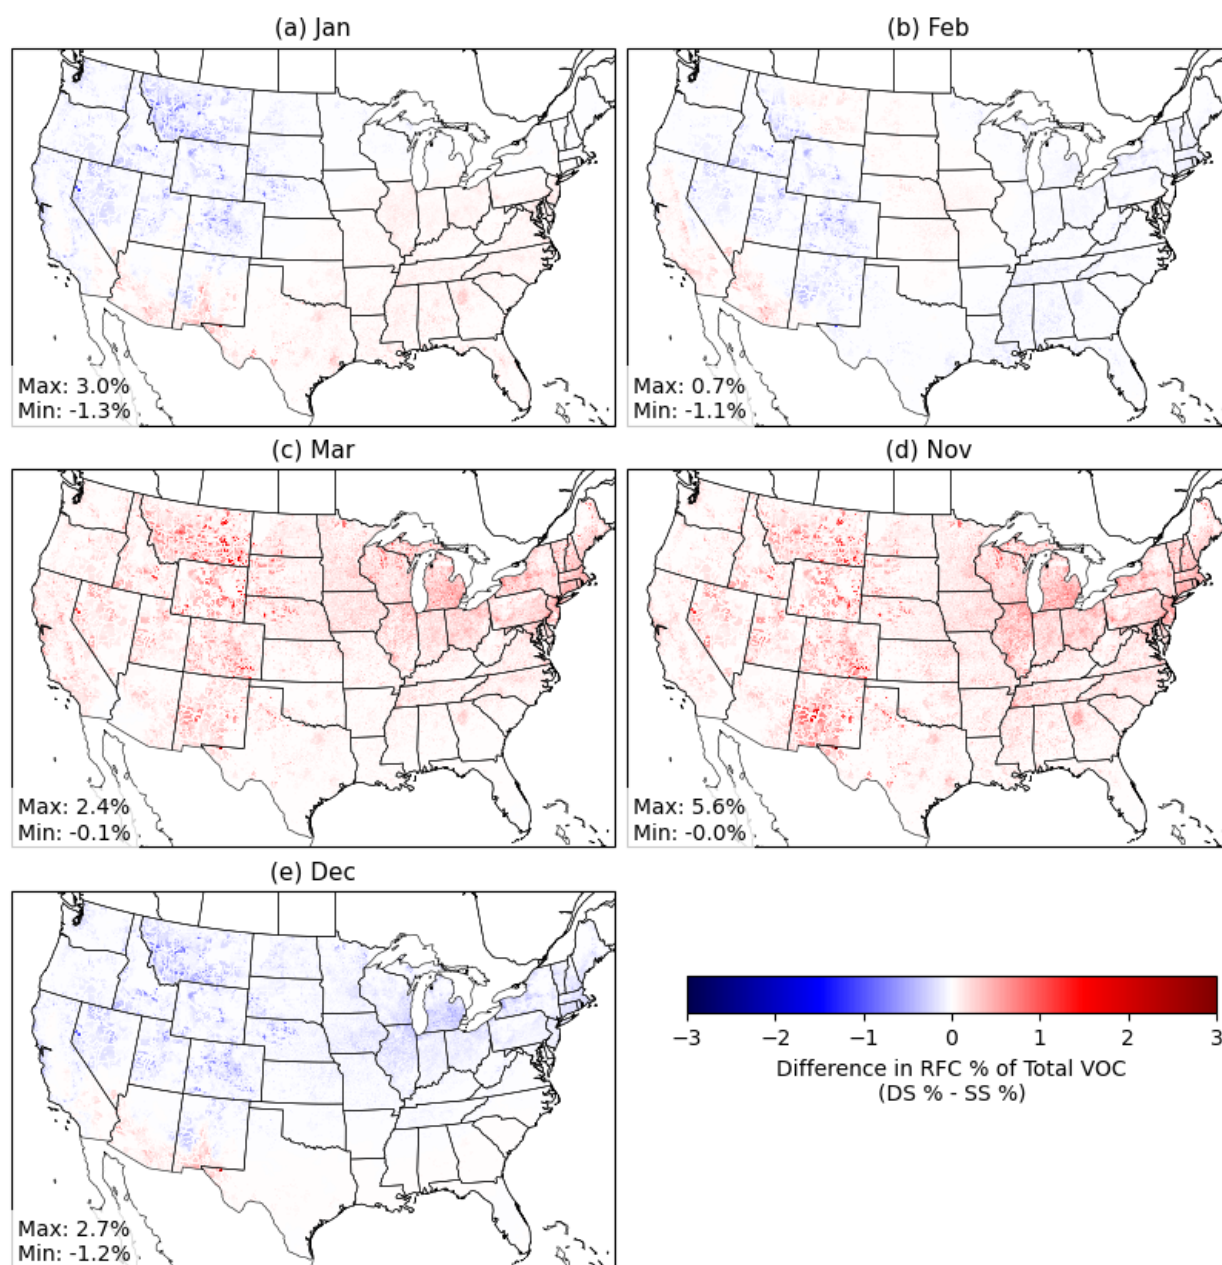 (a) Jan
(b) Feb
Max: 3.0%
Min: -1.3%
Max: 0.7%
Min: -1.1%
(c) Mar
(d) Nov
Max: 2.4%
Min: -0.1%
Max: 5.6%
Min: -0.0%
(e) Dec
Max: 2.7%
Min: -1.2%
−3 −2 −1 0 1 2 3
Difference in RFC % of Total VOC
(DS % - SS %)